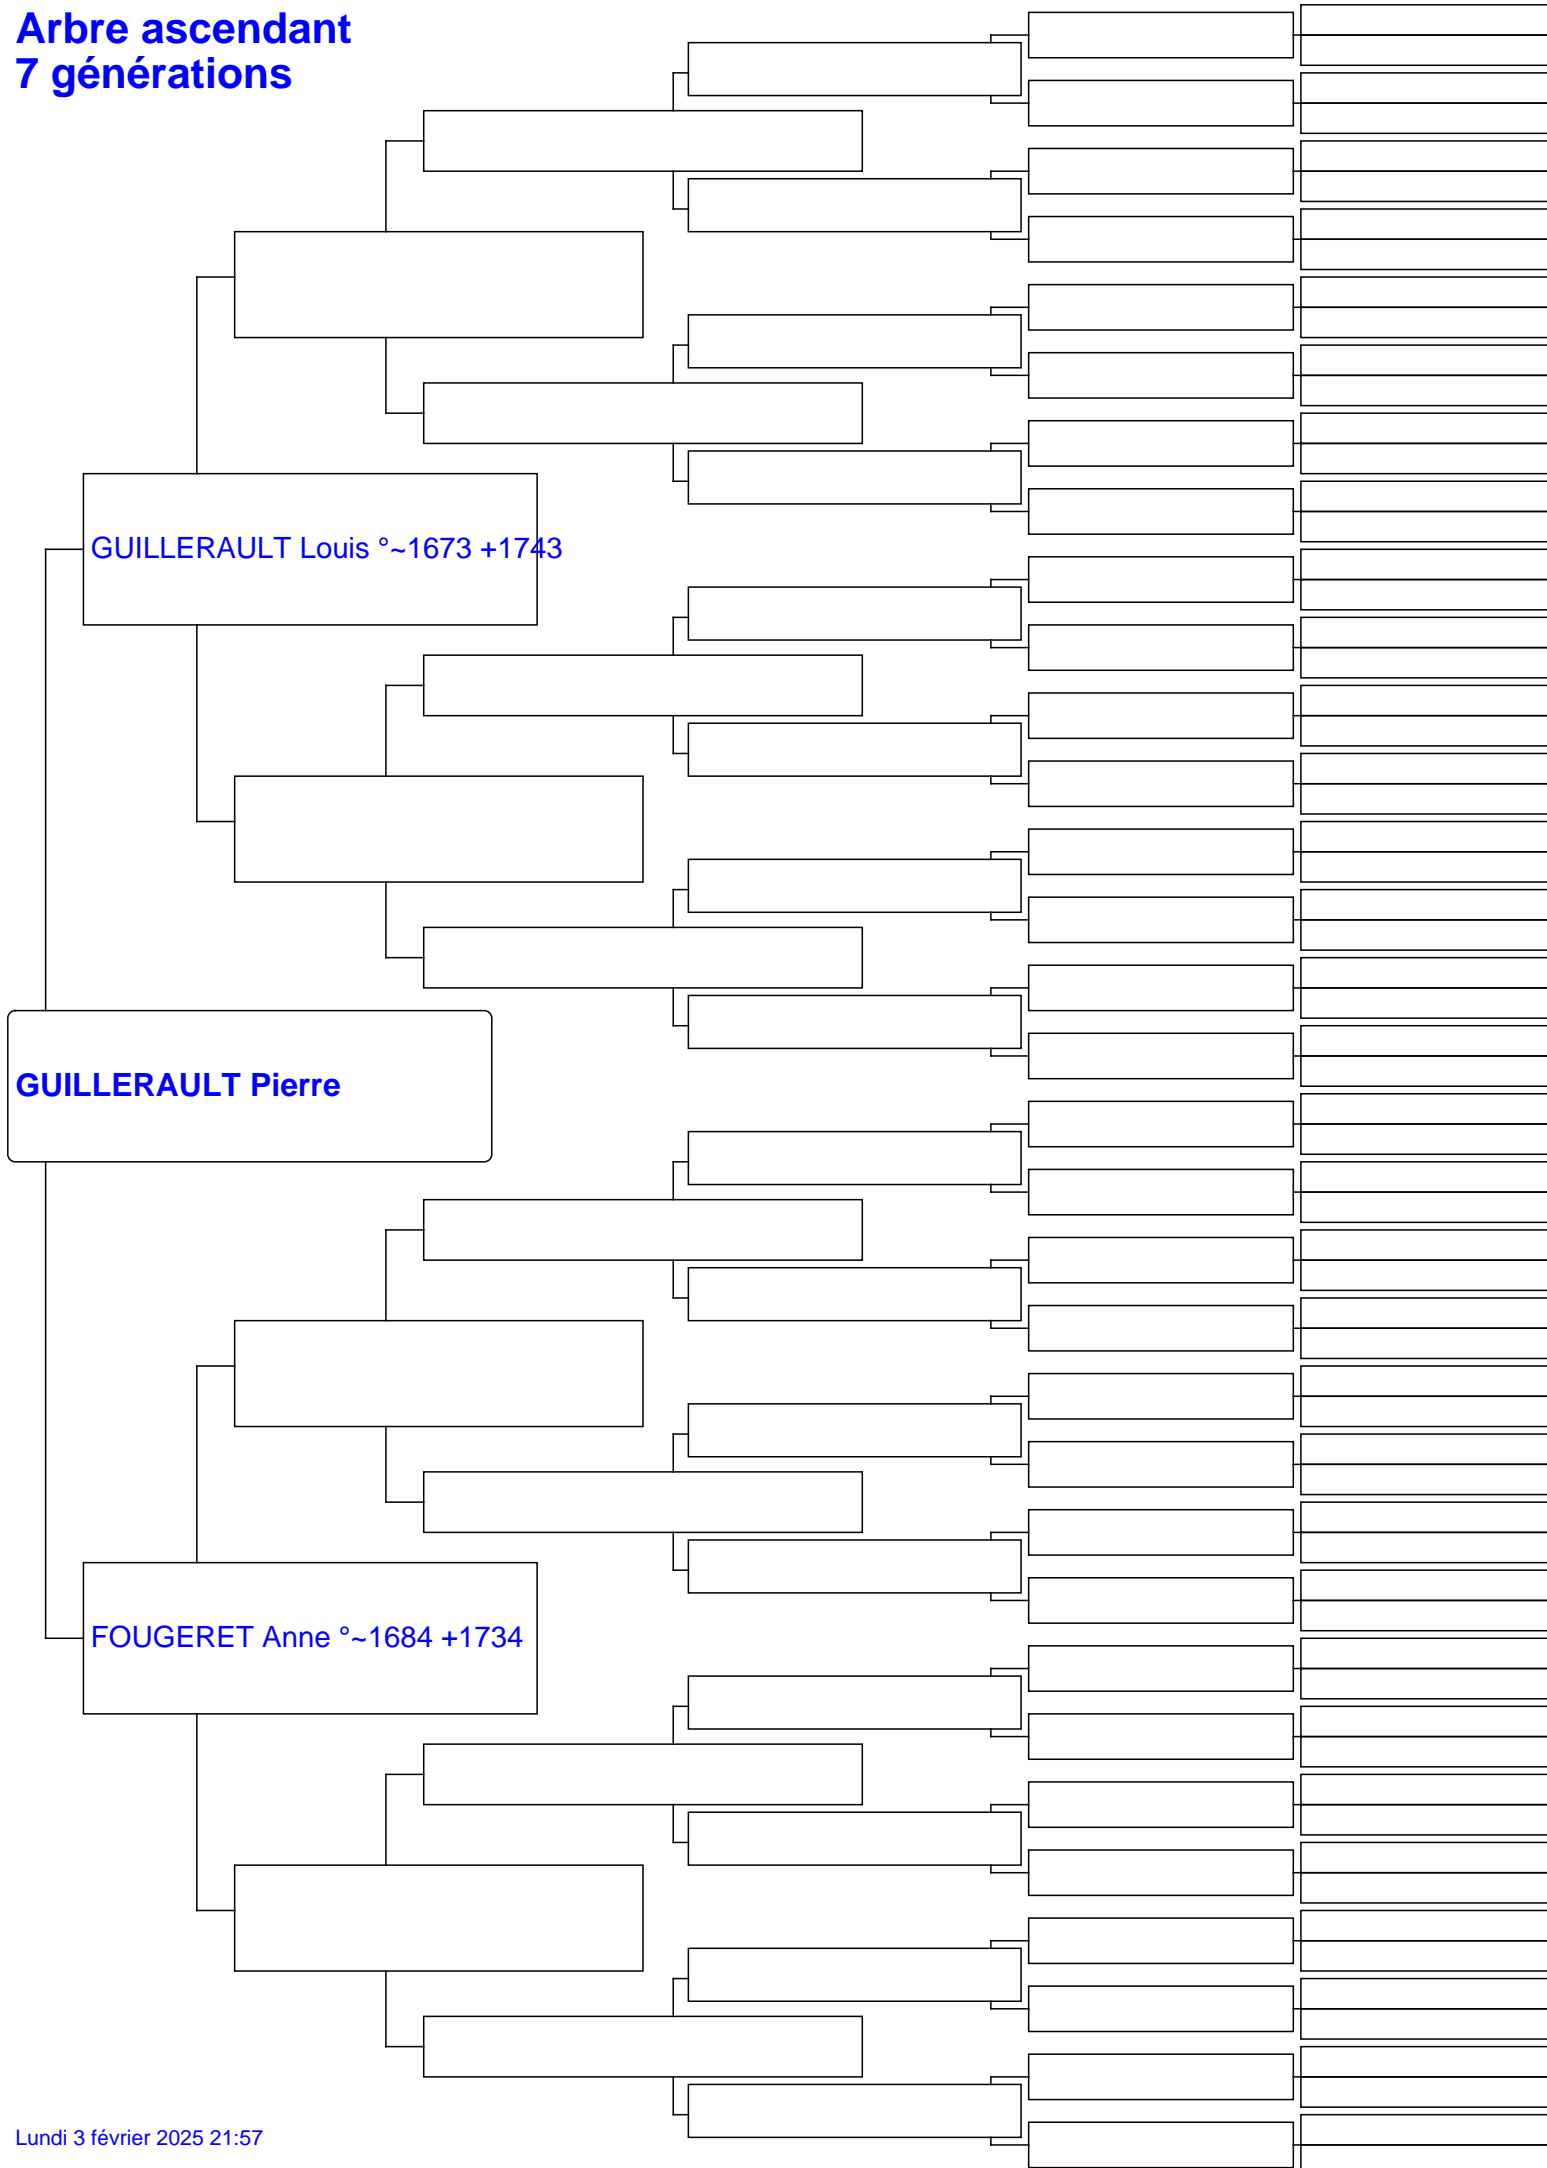 Arbre ascendant
7 générations
GUILLERAULT Louis °~1673 +1743
GUILLERAULT Pierre
FOUGERET Anne °~1684 +1734
Lundi 3 février 2025 21:57